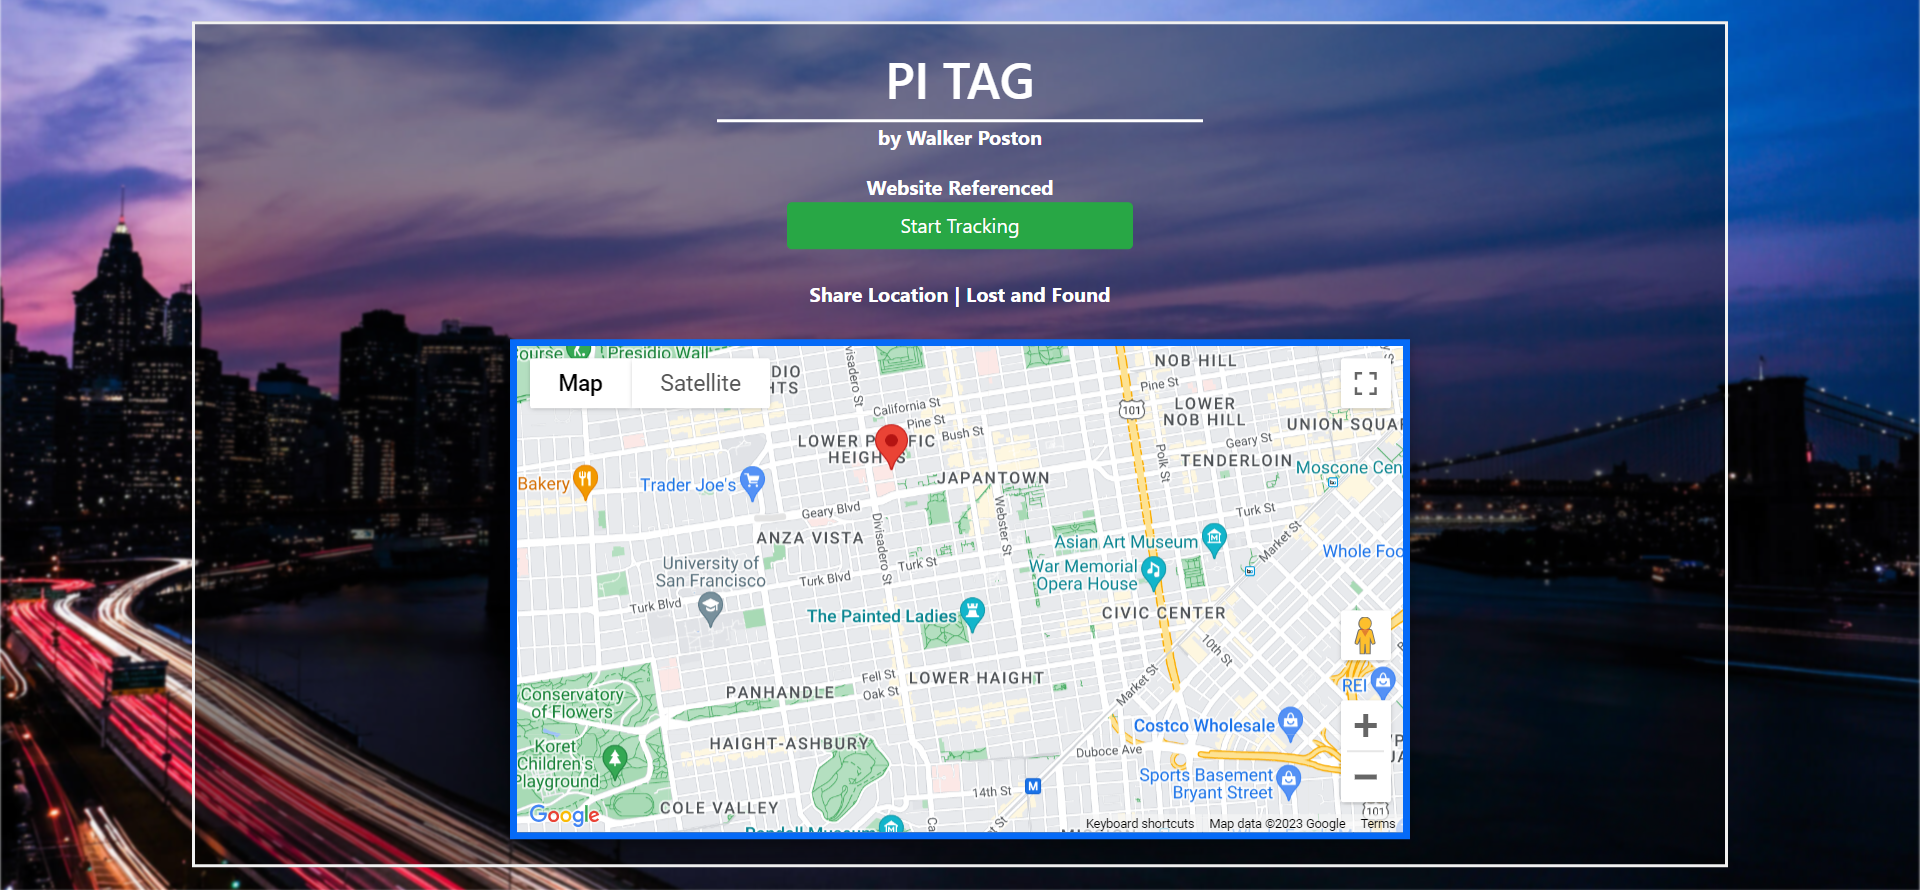 PI TAG
by Walker Poston
Website Referenced
Start Tracking
Share Location | Lost and Found
Presidio Wall
Map
Satellite
NOB HILL
Divisadero St
California St
Pine St
Bush St
Pine St
101
LOWER
NOB HILL
UNION SQUA
Geary St
LOWER P
FIC
HEIGH
S
JAPANTOWN
Polk St
TENDERLOIN
Moscone Cen
Bakery
Trader Joe's
Geary Blvd
Webster St
Turk St
ANZA VISTA
Divisadero St
Asian Art Museum
Market St
Whole Foo
University of
San Francisco
Turk St
War Memorial
Opera House
Turk Blvd
Turk Blvd
The Painted Ladies
CIVIC CENTER
10th St
Fell St
LOWER HAIGHT
Oak St
PANHANDLE
Market St
REI
Conservatory
of Flowers
Costco Wholesale
HAIGHT-ASHBURY
Duboce Ave
Koret
Children's
Playground
Sports Basement
Bryant Street
14th St
M
COLE VALLEY
101
Google
Randall Museum
Keyboard shortcuts
Map data ©2023 Google
Terms